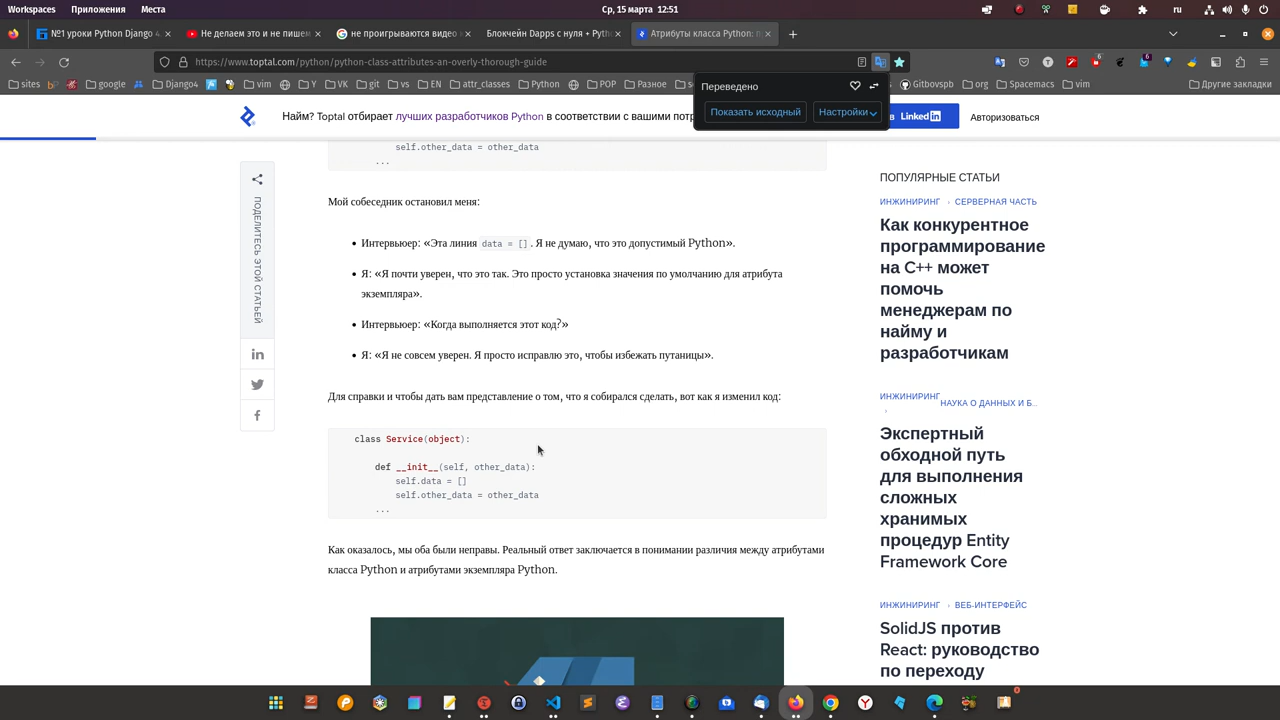 Workspaces Приложения Места Ср, 15 марта 12:51 ru
№1 уроки Python Django 4. Не делаем это и не пишем не проигрываются видео Блокчейн Dapps с нуля + Pyth Атрибуты класса Python:
https://www.toptal.com/python/python-class-attributes-an-overly-thorough-guide
bites bg google django vim Y VK git vs EN attr_classes python POP Разное Gitbovspb org Spacemacs vim Другие закладки
Переведено
Показать исходный Настройки
Найм? Toptal отбирает лучших разработчиков Python в соответствии с вашими в LinkedIn Авторизоваться
self.other_data = other_data
...
ПОДЕЛИТЕСЬ ЭТОЙ СТАТЬЕЙ
Мой собеседник остановил меня:
Интервьюер: «Эта линия data = [] . Я не думаю, что это допустимый Python».
Я: «Я почти уверен, что это так. Это просто установка значения по умолчанию для атрибута
экземпляра».
Интервьюер: «Когда выполняется этот код?»
Я: «Я не совсем уверен. Я просто исправлю это, чтобы избежать путаницы».
Для справки и чтобы дать вам представление о том, что я собирался сделать, вот как я изменил код:
class Service(object):
def __init__(self, other_data):
self.data = []
self.other_data = other_data
...
Как оказалось, мы оба были неправы. Реальный ответ заключается в понимании различия между атрибутами
класса Python и атрибутами экземпляра Python.
ПОПУЛЯРНЫЕ СТАТЬИ
ИНЖИНИРИНГ › СЕРВЕРНАЯ ЧАСТЬ
Как конкурентное
программирование
на C++ может
помочь
менеджерам по
найму и
разработчикам
ИНЖИНИРИНГ › НАУКА О ДАННЫХ И Б...
Экспертный
обходной путь
для выполнения
сложных
хранимых
процедур Entity
Framework Core
ИНЖИНИРИНГ › ВЕБ-ИНТЕРФЕЙС
SolidJS против
React: руководство
по переходу